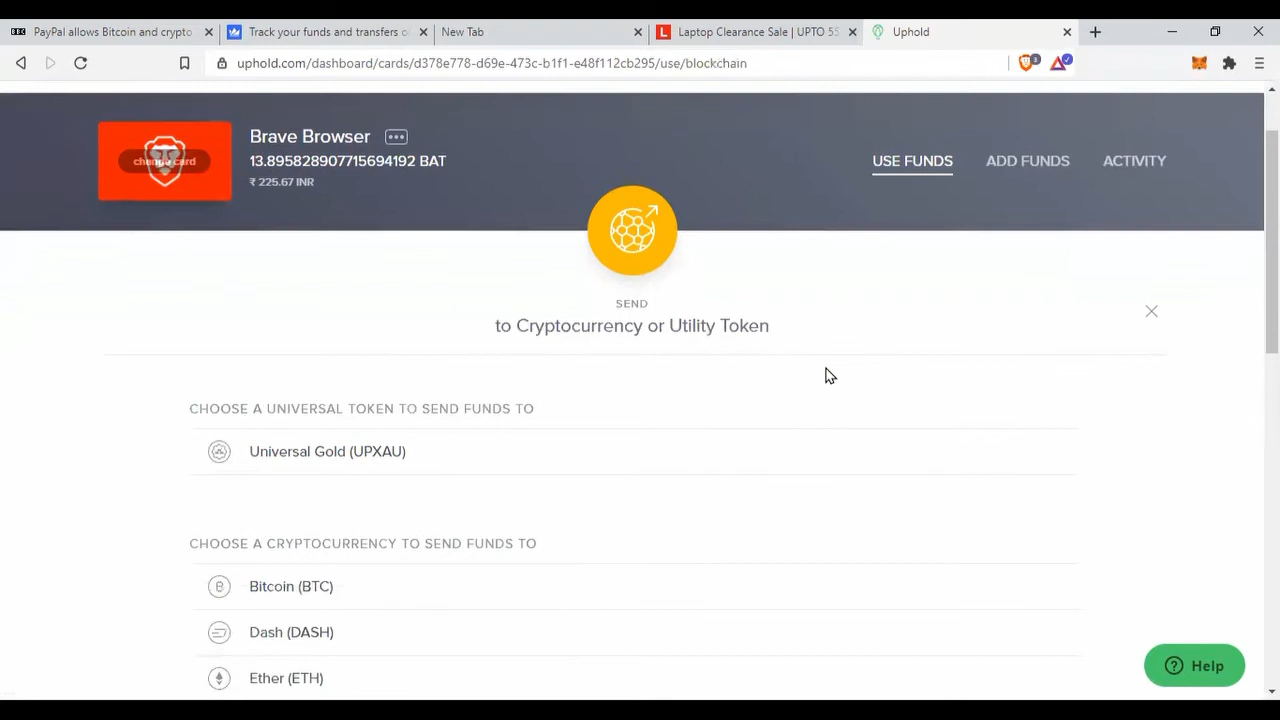 PayPal allows Bitcoin and crypto
Track your funds and transfers o
New Tab
Laptop Clearance Sale | UPTO 55
Uphold
uphold.com/dashboard/cards/d378e778-d69e-473c-b1f1-e48f112cb295/use/blockchain
3
Brave Browser
change card
13.895828907715694192 BAT
₹ 225.67 INR
USE FUNDS
ADD FUNDS
ACTIVITY
SEND
to Cryptocurrency or Utility Token
CHOOSE A UNIVERSAL TOKEN TO SEND FUNDS TO
Universal Gold (UPXAU)
CHOOSE A CRYPTOCURRENCY TO SEND FUNDS TO
Bitcoin (BTC)
Dash (DASH)
Ether (ETH)
Help